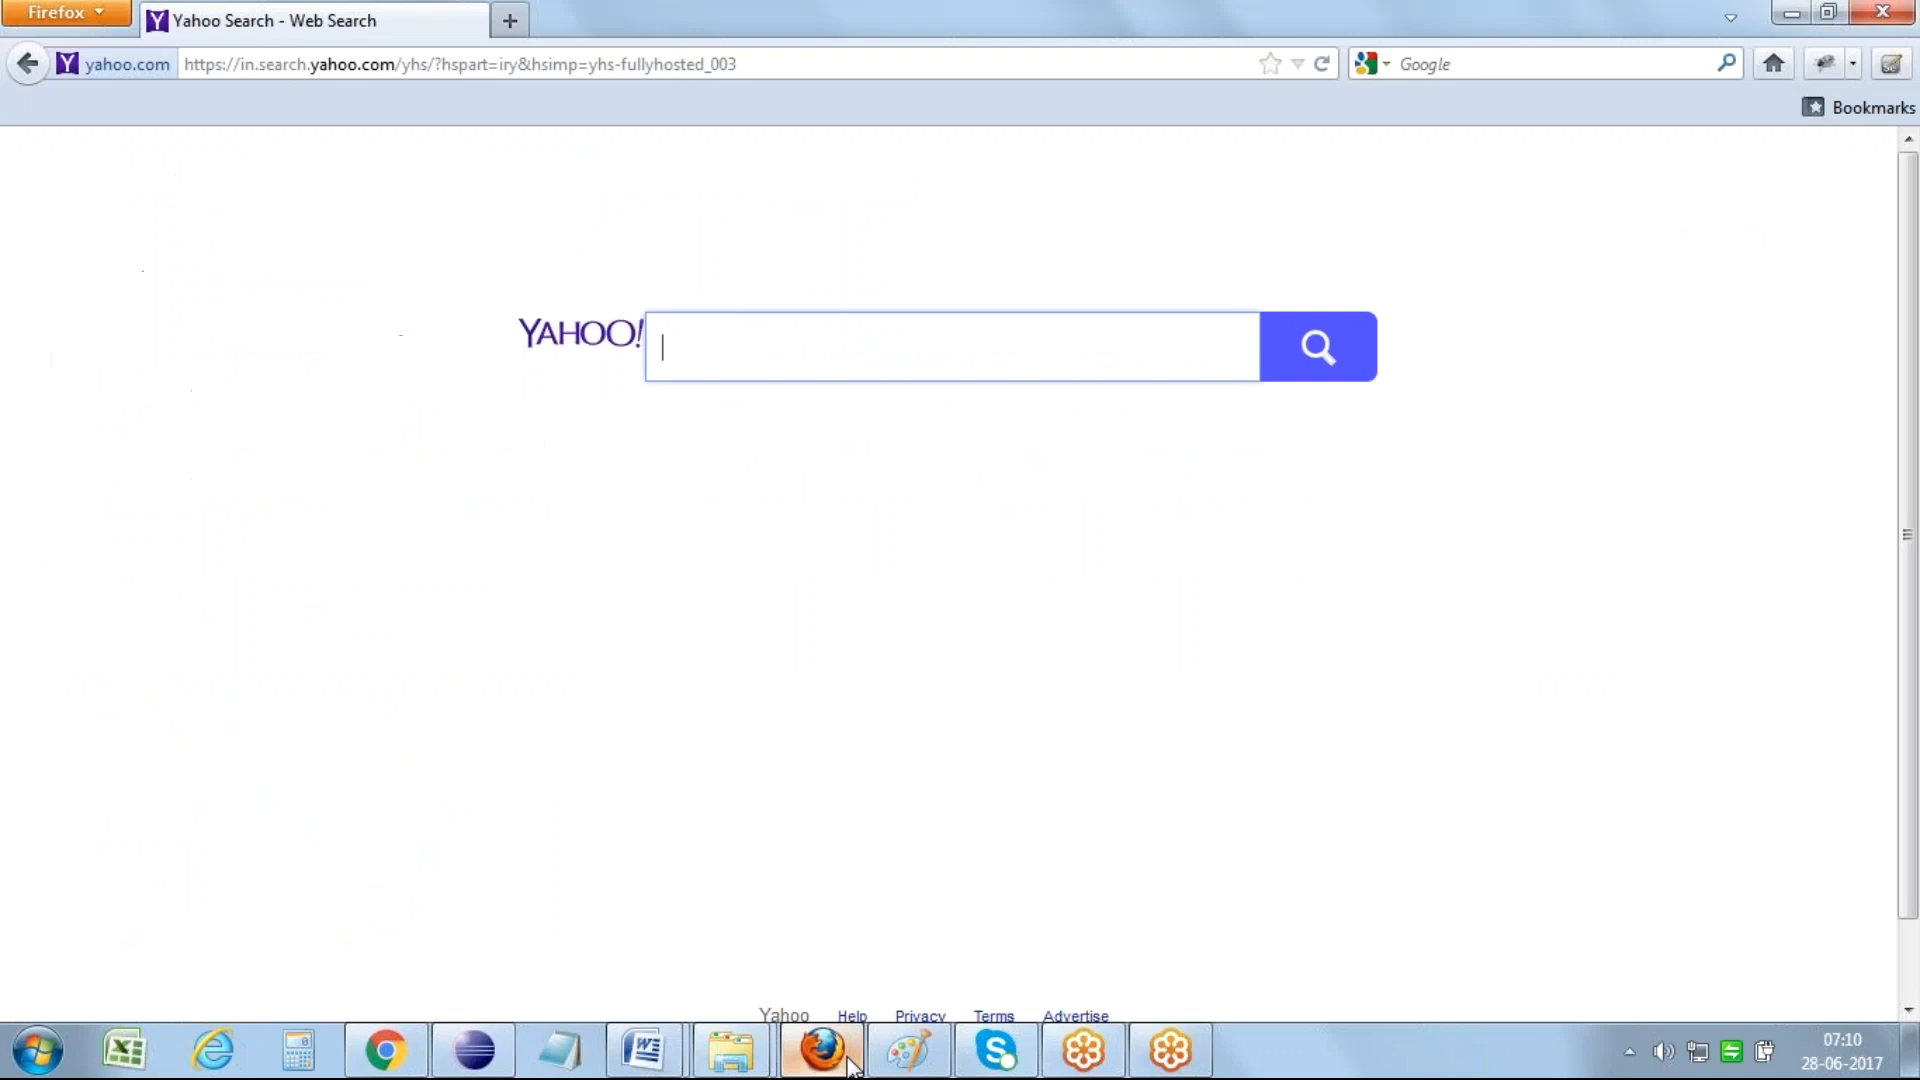 Firefox
Yahoo Search - Web Search
yahoo.com
https://in.search.yahoo.com/yhs/?hspart=iry&hsimp=yhs-fullyhosted_003
Google
Bookmarks
YAHOO!
Yahoo Help Privacy Terms Advertise
07:10
28-06-2017